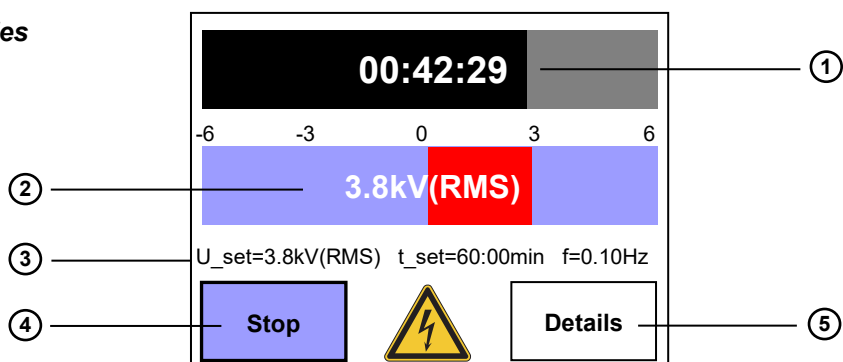 00:42:29
1
-6 -3 0 3 6
2
3.8kV(RMS)
3
U_set=3.8kV(RMS) t_set=60:00min f=0.10Hz
4
Stop
Details
5